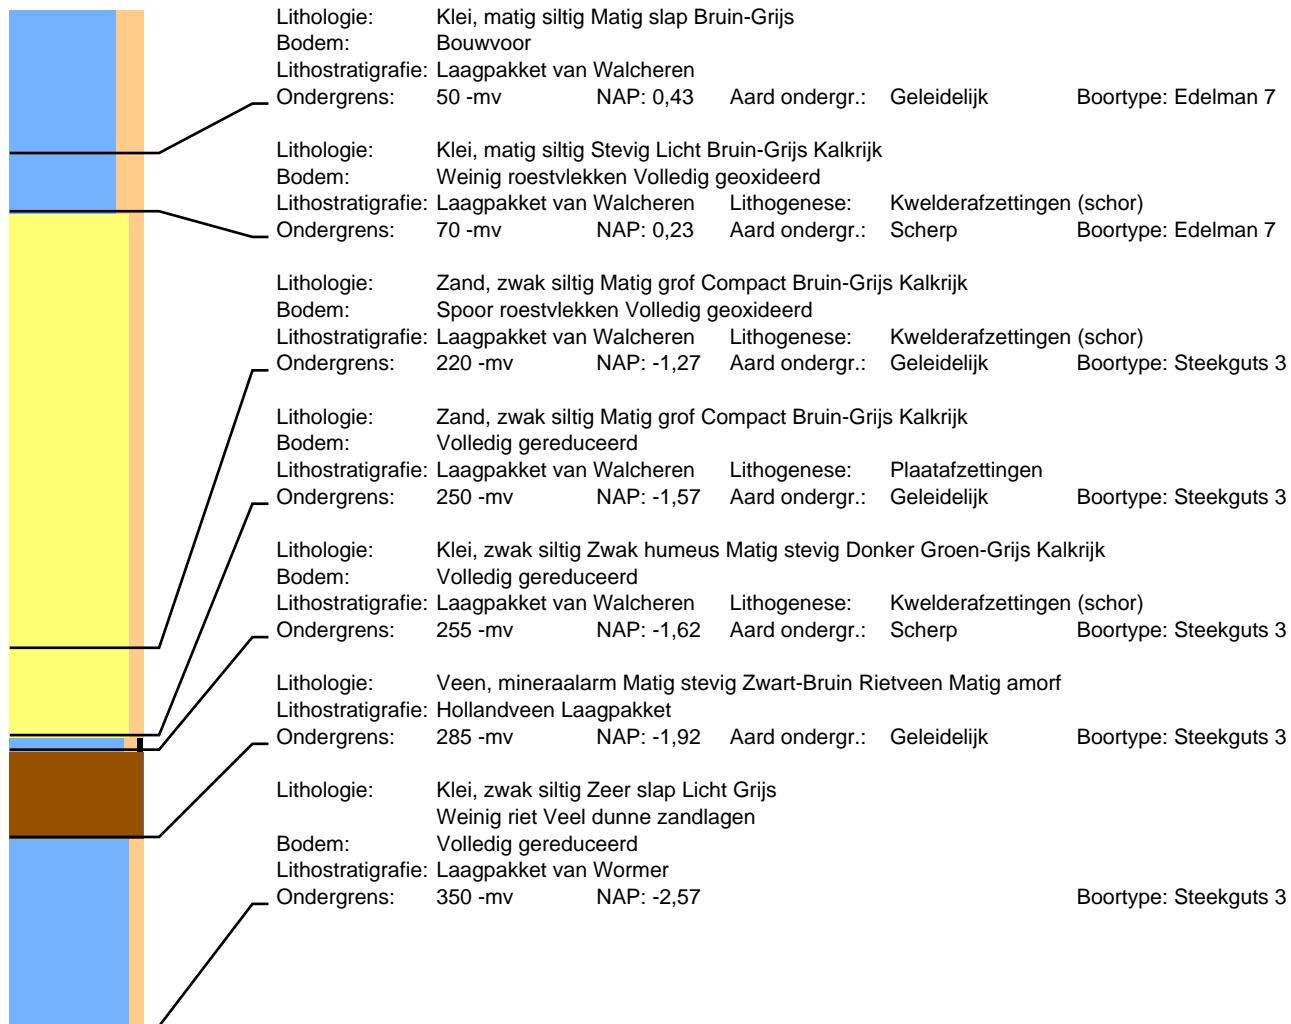 Lithologie: Klei, matig siltig Matig slap Bruin-Grijs
Bodem: Bouwvoor
Lithostratigrafie: Laagpakket van Walcheren
Ondergrens: 50 -mv NAP: 0,43 Aard ondergr.: Geleidelijk Boortype: Edelman 7
Lithologie: Klei, matig siltig Stevig Licht Bruin-Grijs Kalkrijk
Bodem: Weinig roestvlekken Volledig geoxideerd
Lithostratigrafie: Laagpakket van Walcheren Lithogenese: Kwelderafzettingen (schor)
Ondergrens: 70 -mv NAP: 0,23 Aard ondergr.: Scherp Boortype: Edelman 7
Lithologie: Zand, zwak siltig Matig grof Compact Bruin-Grijs Kalkrijk
Bodem: Spoor roestvlekken Volledig geoxideerd
Lithostratigrafie: Laagpakket van Walcheren Lithogenese: Kwelderafzettingen (schor)
Ondergrens: 220 -mv NAP: -1,27 Aard ondergr.: Geleidelijk Boortype: Steekguts 3
Lithologie: Zand, zwak siltig Matig grof Compact Bruin-Grijs Kalkrijk
Bodem: Volledig gereduceerd
Lithostratigrafie: Laagpakket van Walcheren Lithogenese: Plaatafzettingen
Ondergrens: 250 -mv NAP: -1,57 Aard ondergr.: Geleidelijk Boortype: Steekguts 3
Lithologie: Klei, zwak siltig Zwak humeus Matig stevig Donker Groen-Grijs Kalkrijk
Bodem: Volledig gereduceerd
Lithostratigrafie: Laagpakket van Walcheren Lithogenese: Kwelderafzettingen (schor)
Ondergrens: 255 -mv NAP: -1,62 Aard ondergr.: Scherp Boortype: Steekguts 3
Lithologie: Veen, mineraalarm Matig stevig Zwart-Bruin Rietveen Matig amorf
Lithostratigrafie: Hollandveen Laagpakket
Ondergrens: 285 -mv NAP: -1,92 Aard ondergr.: Geleidelijk Boortype: Steekguts 3
Lithologie: Klei, zwak siltig Zeer slap Licht Grijs
Weinig riet Veel dunne zandlagen
Bodem: Volledig gereduceerd
Lithostratigrafie: Laagpakket van Wormer
Ondergrens: 350 -mv NAP: -2,57 Boortype: Steekguts 3